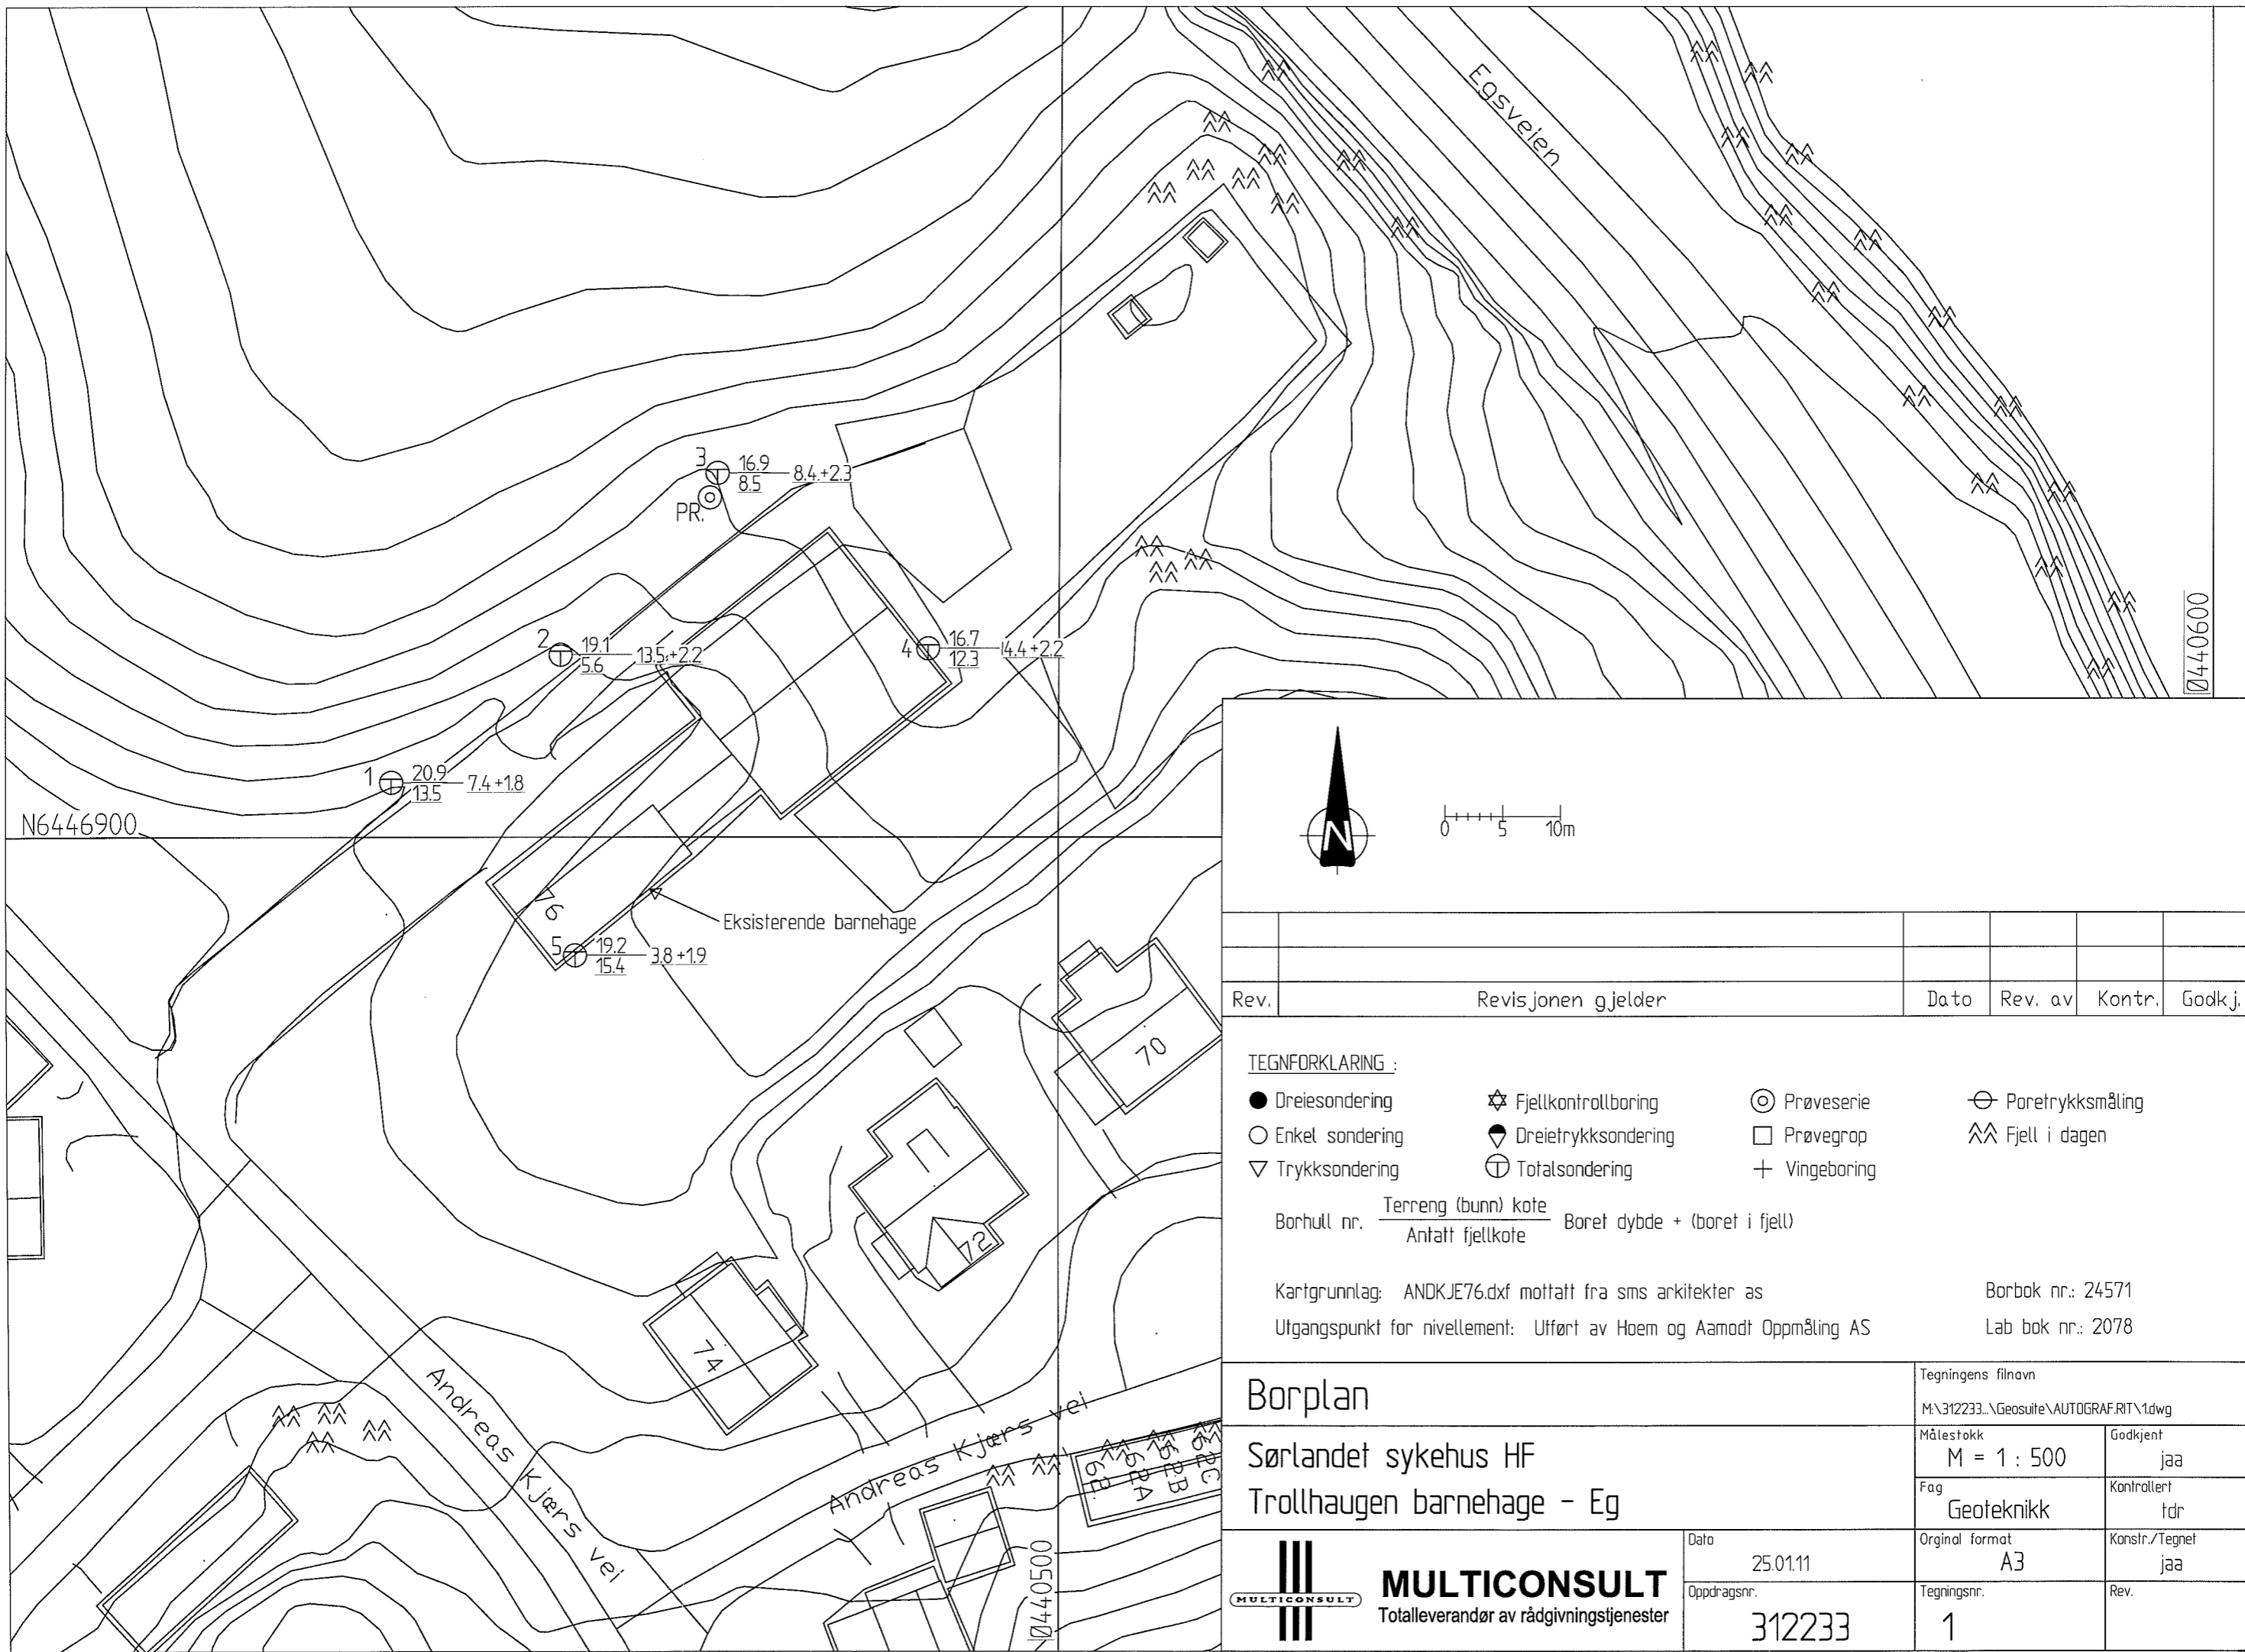 Egsveien
3 16.9 8.4.+2.3
8.5
PR.
2 19.1 13.5.+2.2
5.6
4 16.7 4.4 +2.2
12.3
Ø440600
1 20.9 7.4 +1.8
13.5
N6446900
76
Eksisterende barnehage
5 19.2 3.8 +1.9
15.4
70
72
74
Andreas Kjærs vei
Andreas Kjærs vei
62A
62B
62C
Ø440500
N
0 5 10m
Rev. Revisjonen gjelder Dato Rev. av Kontr. Godkj.
TEGNFORKLARING :
Dreiesondering Fjellkontrollboring Prøveserie Poretrykksmåling
Enkel sondering Dreietrykksondering Prøvegrop Fjell i dagen
Trykksondering Totalsondering Vingeboring
Borhull nr. Terreng (bunn) kote Boret dybde + (boret i fjell)
Antatt fjellkote
Kartgrunnlag: ANDKJE76.dxf mottatt fra sms arkitekter as Borbok nr.: 24571
Utgangspunkt for nivellement: Utført av Hoem og Aamodt Oppmåling AS Lab bok nr.: 2078
Borplan
Tegningens filnavn
M:\312233...\Geosuite\AUTOGRAF.RIT\1.dwg
Sørlandet sykehus HF
Trollhaugen barnehage - Eg
Målestokk Godkjent
M = 1 : 500 jaa
Fag Kontrollert
Geoteknikk tdr
MULTICONSULT
MULTICONSULT
Totalleverandør av rådgivningstjenester
Dato Orginal format Konstr./Tegnet
25.01.11 A3 jaa
Oppdragsnr. Tegningsnr. Rev.
312233 1